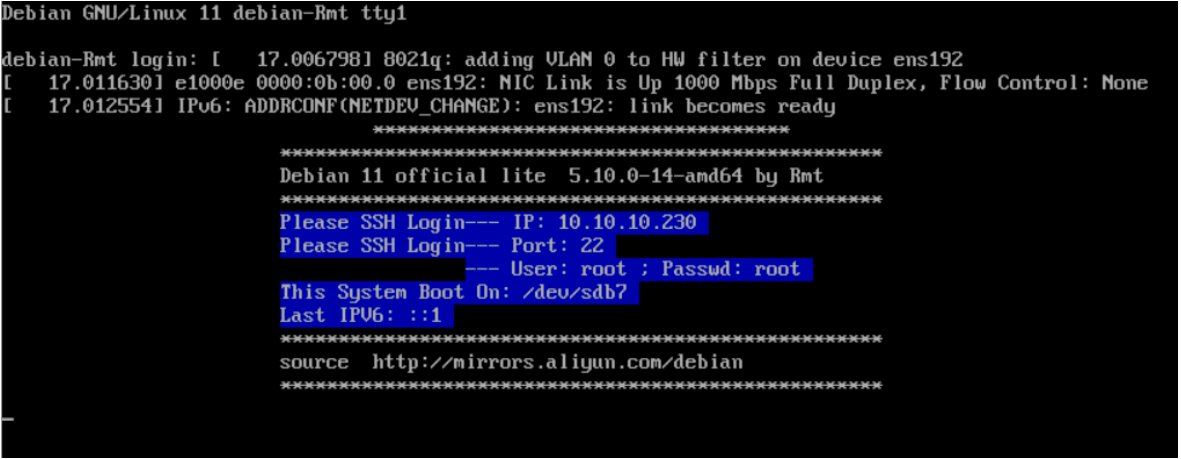 Debian GNU/Linux 11 debian-Rmt tty1
debian-Rmt login: [   17.006798] 8021q: adding VLAN 0 to HW filter on device ens192
[   17.011630] e1000e 0000:0b:00.0 ens192: NIC Link is Up 1000 Mbps Full Duplex, Flow Control: None
[   17.012554] IPv6: ADDRCONF(NETDEV_CHANGE): ens192: link becomes ready
************************************
****************************************************
Debian 11 official lite  5.10.0-14-amd64 by Rmt
****************************************************
Please SSH Login--- IP: 10.10.10.230
Please SSH Login--- Port: 22
--- User: root ; Passwd: root
This System Boot On: /dev/sdb7
Last IPV6: ::1
****************************************************
source  http://mirrors.aliyun.com/debian
****************************************************